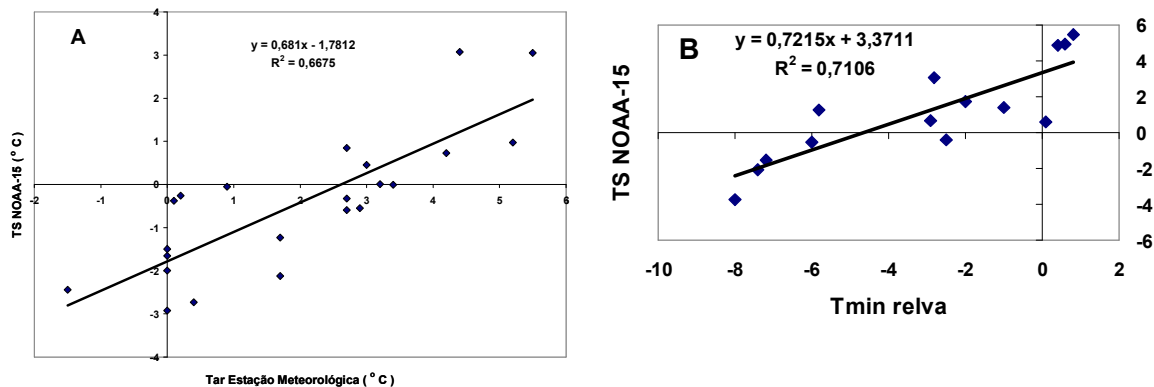 A
y = 0,681x - 1,7812
R² = 0,6675
4
3
2
1
0
-1
-2
-3
-4
-2 -1 0 1 2 3 4 5 6
TS NOAA-15 ( ° C )
Tar Estação Meteorológica ( ° C )
B
y = 0,7215x + 3,3711
R² = 0,7106
6
4
2
0
-2
-4
-6
-10 -8 -6 -4 -2 0 2
TS NOAA-15
Tmin relva